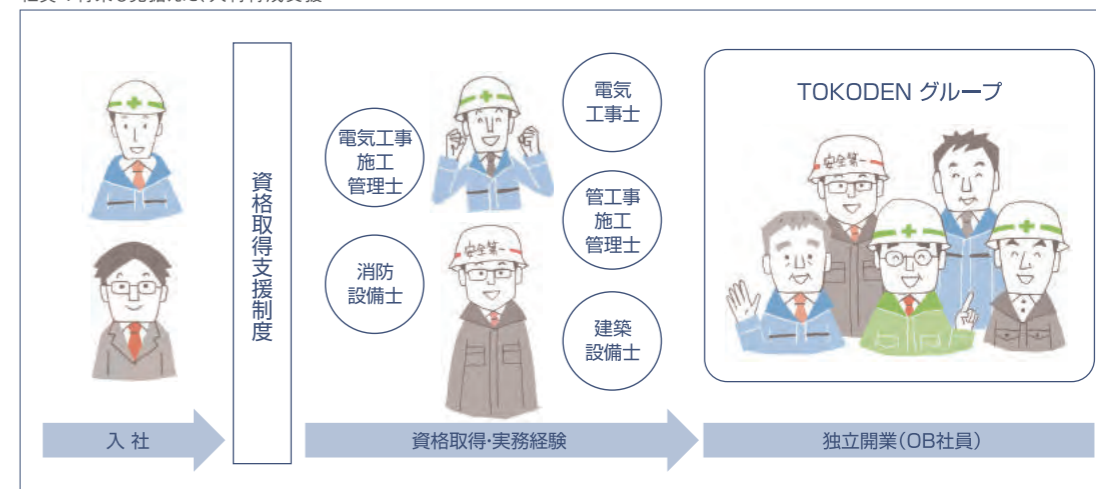 資格取得支援制度
電気工事
施工
管理士
消防
設備士
電気
工事士
管工事
施工
管理士
建築
設備士
安全第一
TOKODEN グループ
安全第一
入 社
資格取得・実務経験
独立開業(OB社員)